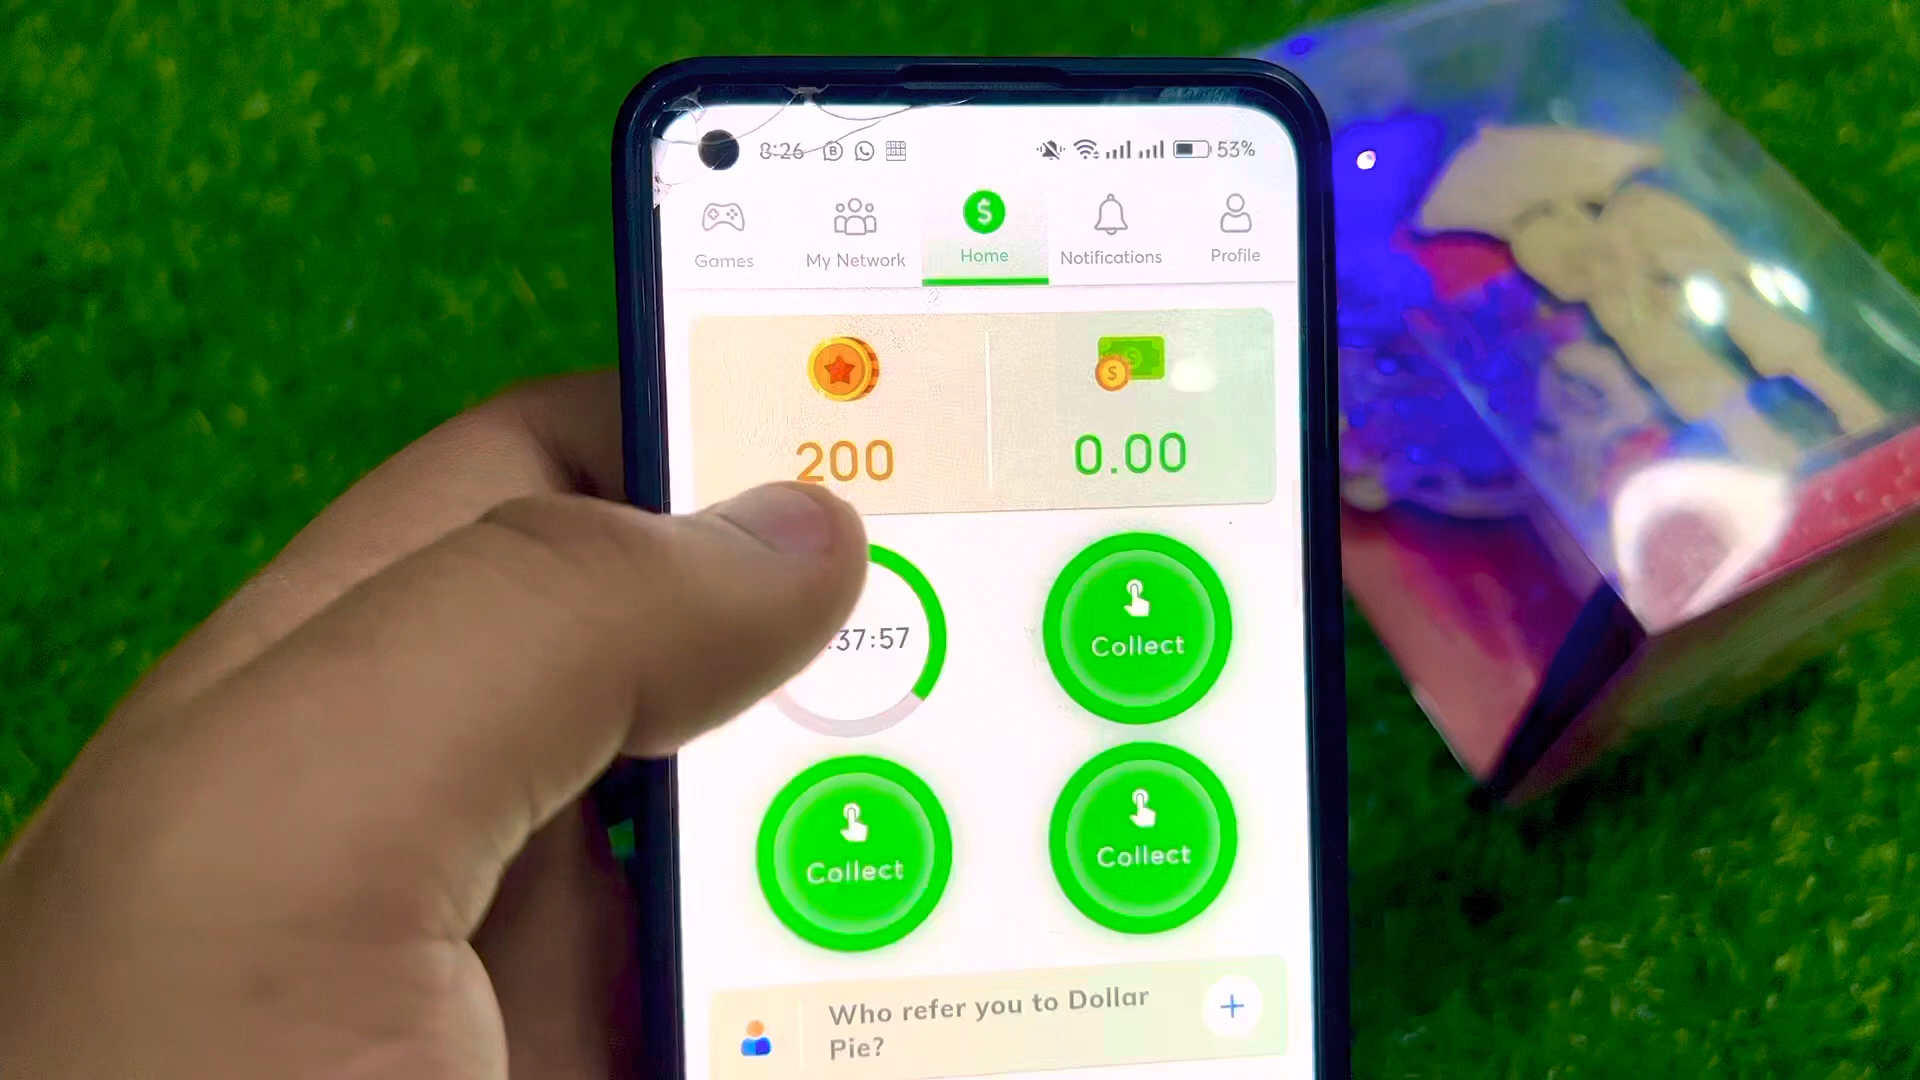 8:26
53%
Games
My Network
Home
Notifications
Profile
200
0.00
:37:57
Collect
Collect
Collect
Who refer you to Dollar
Pie?